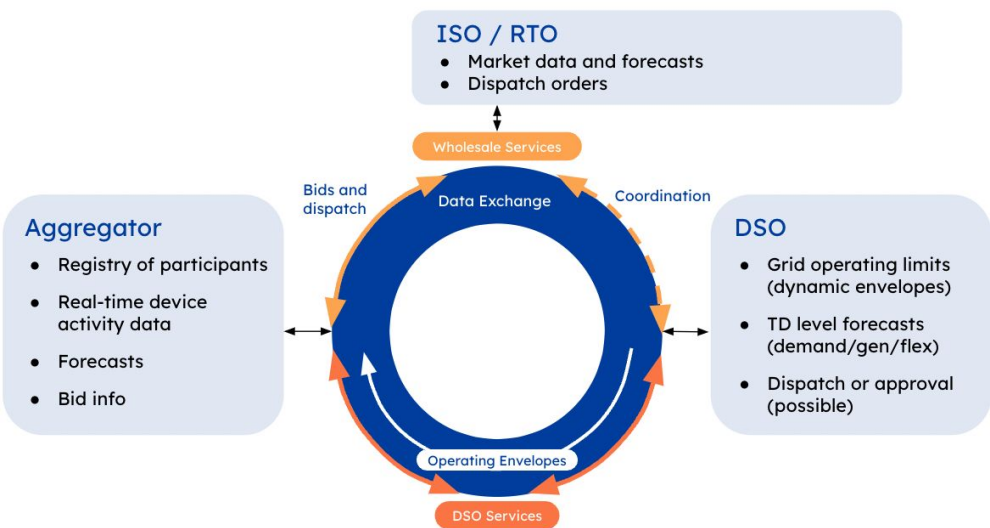 ISO / RTO
● Market data and forecasts
● Dispatch orders
Wholesale Services
Bids and
dispatch
Data Exchange
Coordination
Aggregator
● Registry of participants
● Real-time device
activity data
● Forecasts
● Bid info
DSO
● Grid operating limits
(dynamic envelopes)
● TD level forecasts
(demand/gen/flex)
● Dispatch or approval
(possible)
Operating Envelopes
DSO Services